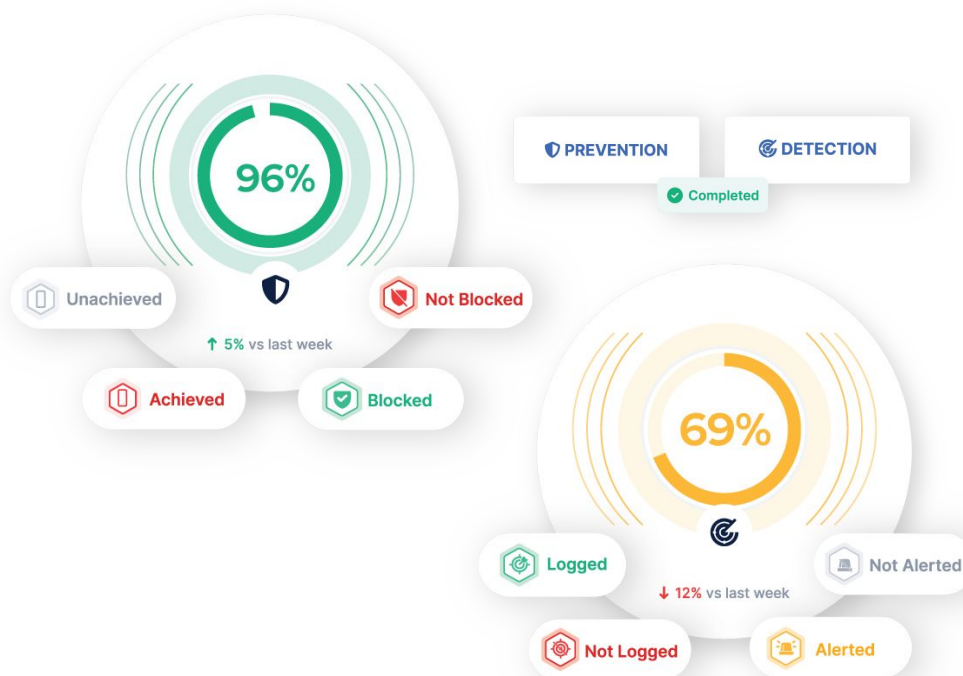 96%
PREVENTION
DETECTION
Completed
Unachieved
Not Blocked
5% vs last week
Achieved
Blocked
69%
Logged
Not Alerted
12% vs last week
Not Logged
Alerted